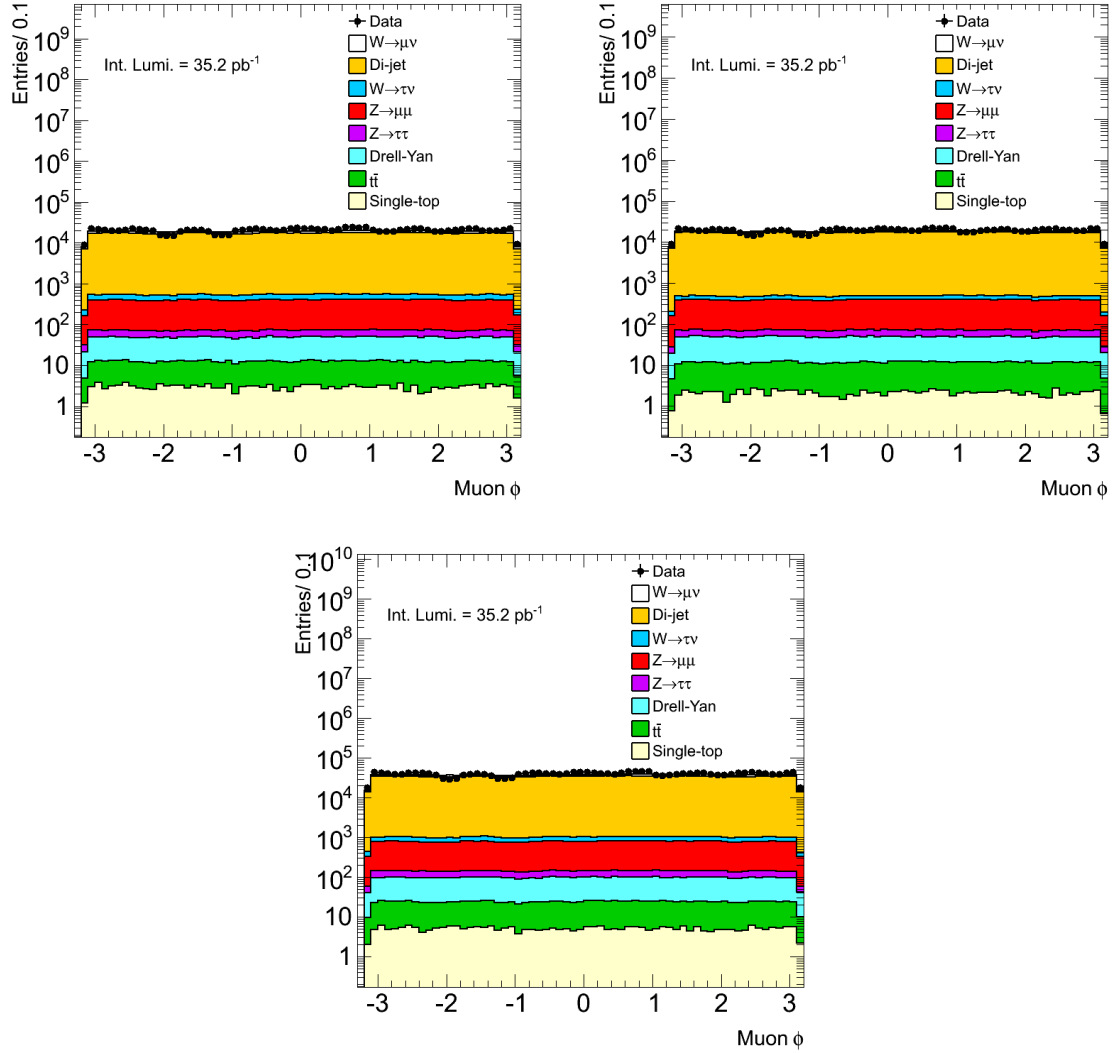 Entries/ 0.1
10⁹
10⁸
10⁷
10⁶
10⁵
10⁴
10³
10²
10
1
Int. Lumi. = 35.2 pb⁻¹
Data
W→μν
Di-jet
W→τν
Z→μμ
Z→ττ
Drell-Yan
tt̄
Single-top
-3 -2 -1 0 1 2 3
Muon ϕ
Entries/ 0.1
10⁹
10⁸
10⁷
10⁶
10⁵
10⁴
10³
10²
10
1
Int. Lumi. = 35.2 pb⁻¹
Data
W→μν
Di-jet
W→τν
Z→μμ
Z→ττ
Drell-Yan
tt̄
Single-top
-3 -2 -1 0 1 2 3
Muon ϕ
Entries/ 0.1
10¹⁰
10⁹
10⁸
10⁷
10⁶
10⁵
10⁴
10³
10²
10
1
Int. Lumi. = 35.2 pb⁻¹
Data
W→μν
Di-jet
W→τν
Z→μμ
Z→ττ
Drell-Yan
tt̄
Single-top
-3 -2 -1 0 1 2 3
Muon ϕ